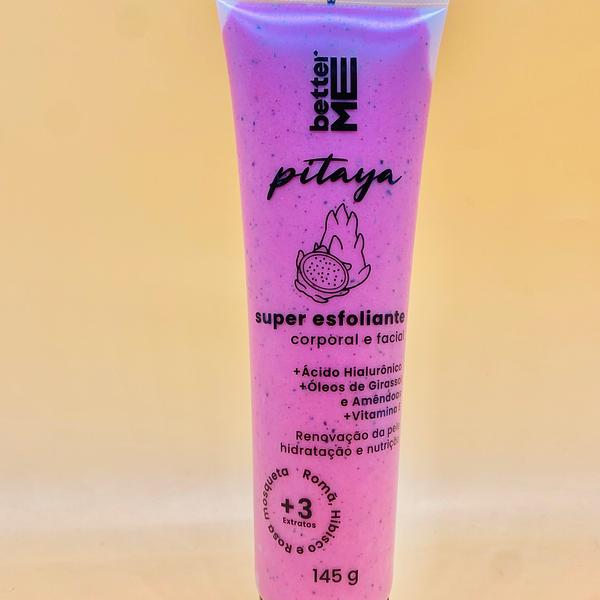 better
ME
pitaya
super esfoliante
corporal e facial
+Ácido Hialurônico
+Óleos de Girassol
e Amêndoas
+Vitamina
Renovação da pele
hidratação e nutrição
Romã, Hibisco e Rosa mosqueta
+3
Extratos
145 g